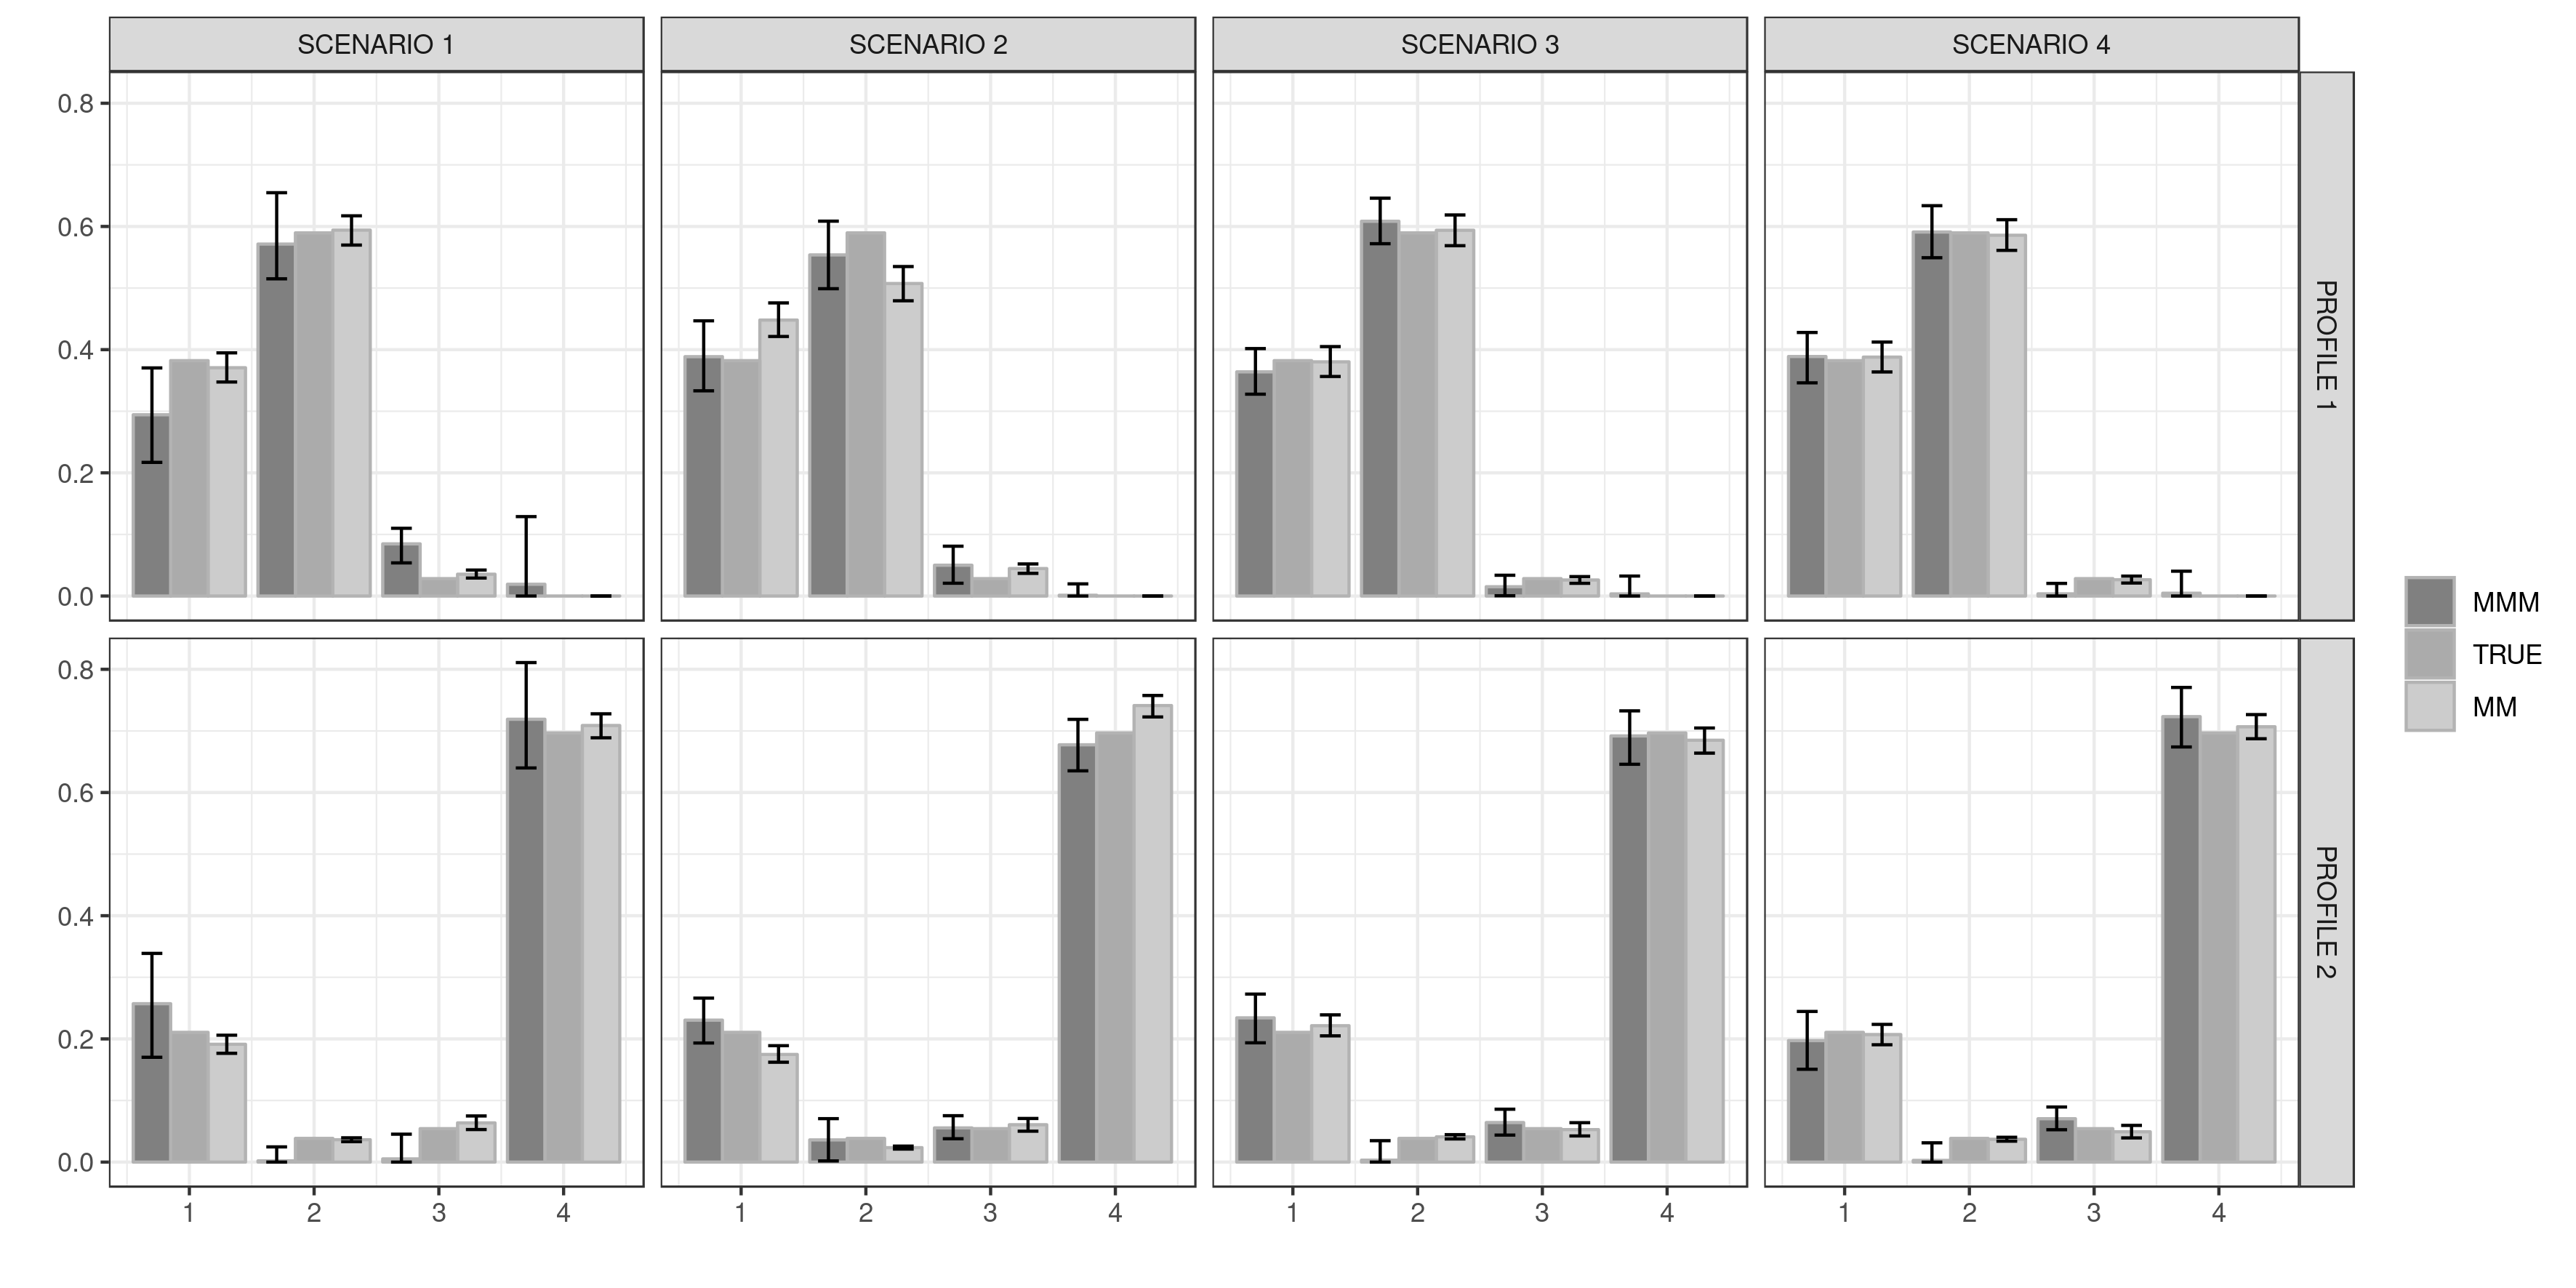 SCENARIO 1 SCENARIO 2 SCENARIO 3 SCENARIO 4
0.8
0.6
0.4
0.2
0.0
PROFILE 1
0.8
0.6
0.4
0.2
0.0
PROFILE 2
1 2 3 4 1 2 3 4 1 2 3 4 1 2 3 4
MMM
TRUE
MM